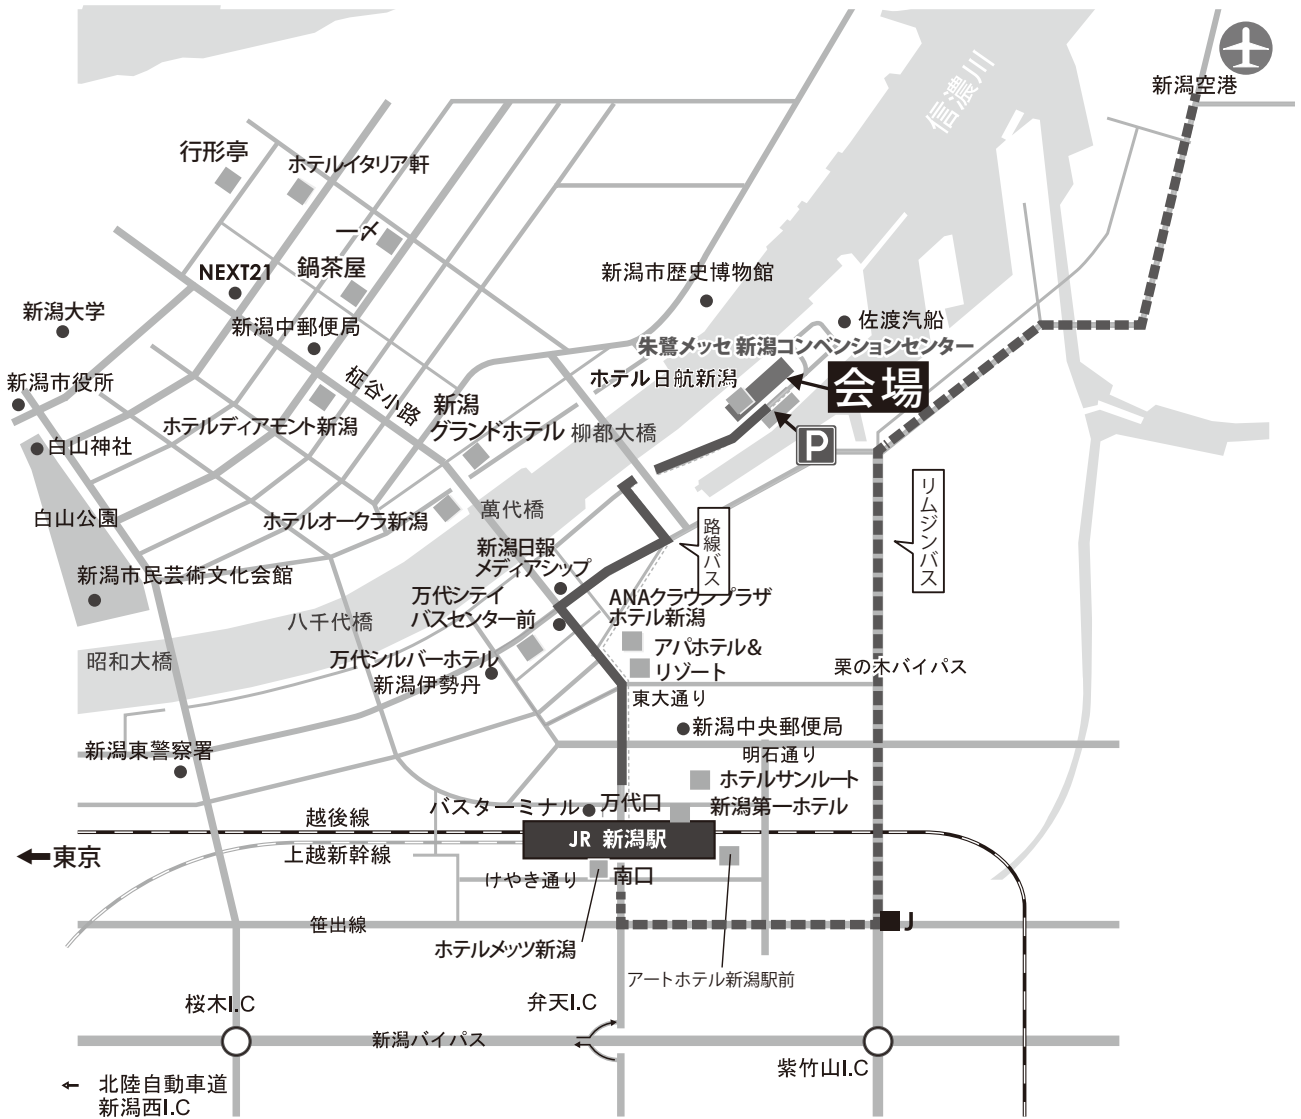 信濃川
新潟空港
行形亭
ホテルイタリア軒
一〆
鍋茶屋
NEXT21
新潟市歴史博物館
新潟大学
新潟中郵便局
佐渡汽船
朱鷺メッセ 新潟コンベンションセンター
ホテル日航新潟
会場
新潟市役所
柾谷小路
新潟
グランドホテル
柳都大橋
ホテルディアモント新潟
P
白山神社
リムジンバス
白山公園
ホテルオークラ新潟
萬代橋
路線バス
新潟日報
メディアシップ
新潟市民芸術文化会館
万代シテイ
バスセンター前
ANAクラウンプラザ
ホテル新潟
八千代橋
アパホテル&
リゾート
昭和大橋
万代シルバーホテル
新潟伊勢丹
栗の木バイパス
東大通り
新潟中央郵便局
新潟東警察署
明石通り
ホテルサンルート
バスターミナル
万代口
新潟第一ホテル
越後線
JR 新潟駅
東京
上越新幹線
けやき通り
南口
笹出線
J
ホテルメッツ新潟
アートホテル新潟駅前
桜木I.C
弁天I.C
新潟バイパス
紫竹山I.C
北陸自動車道
新潟西I.C